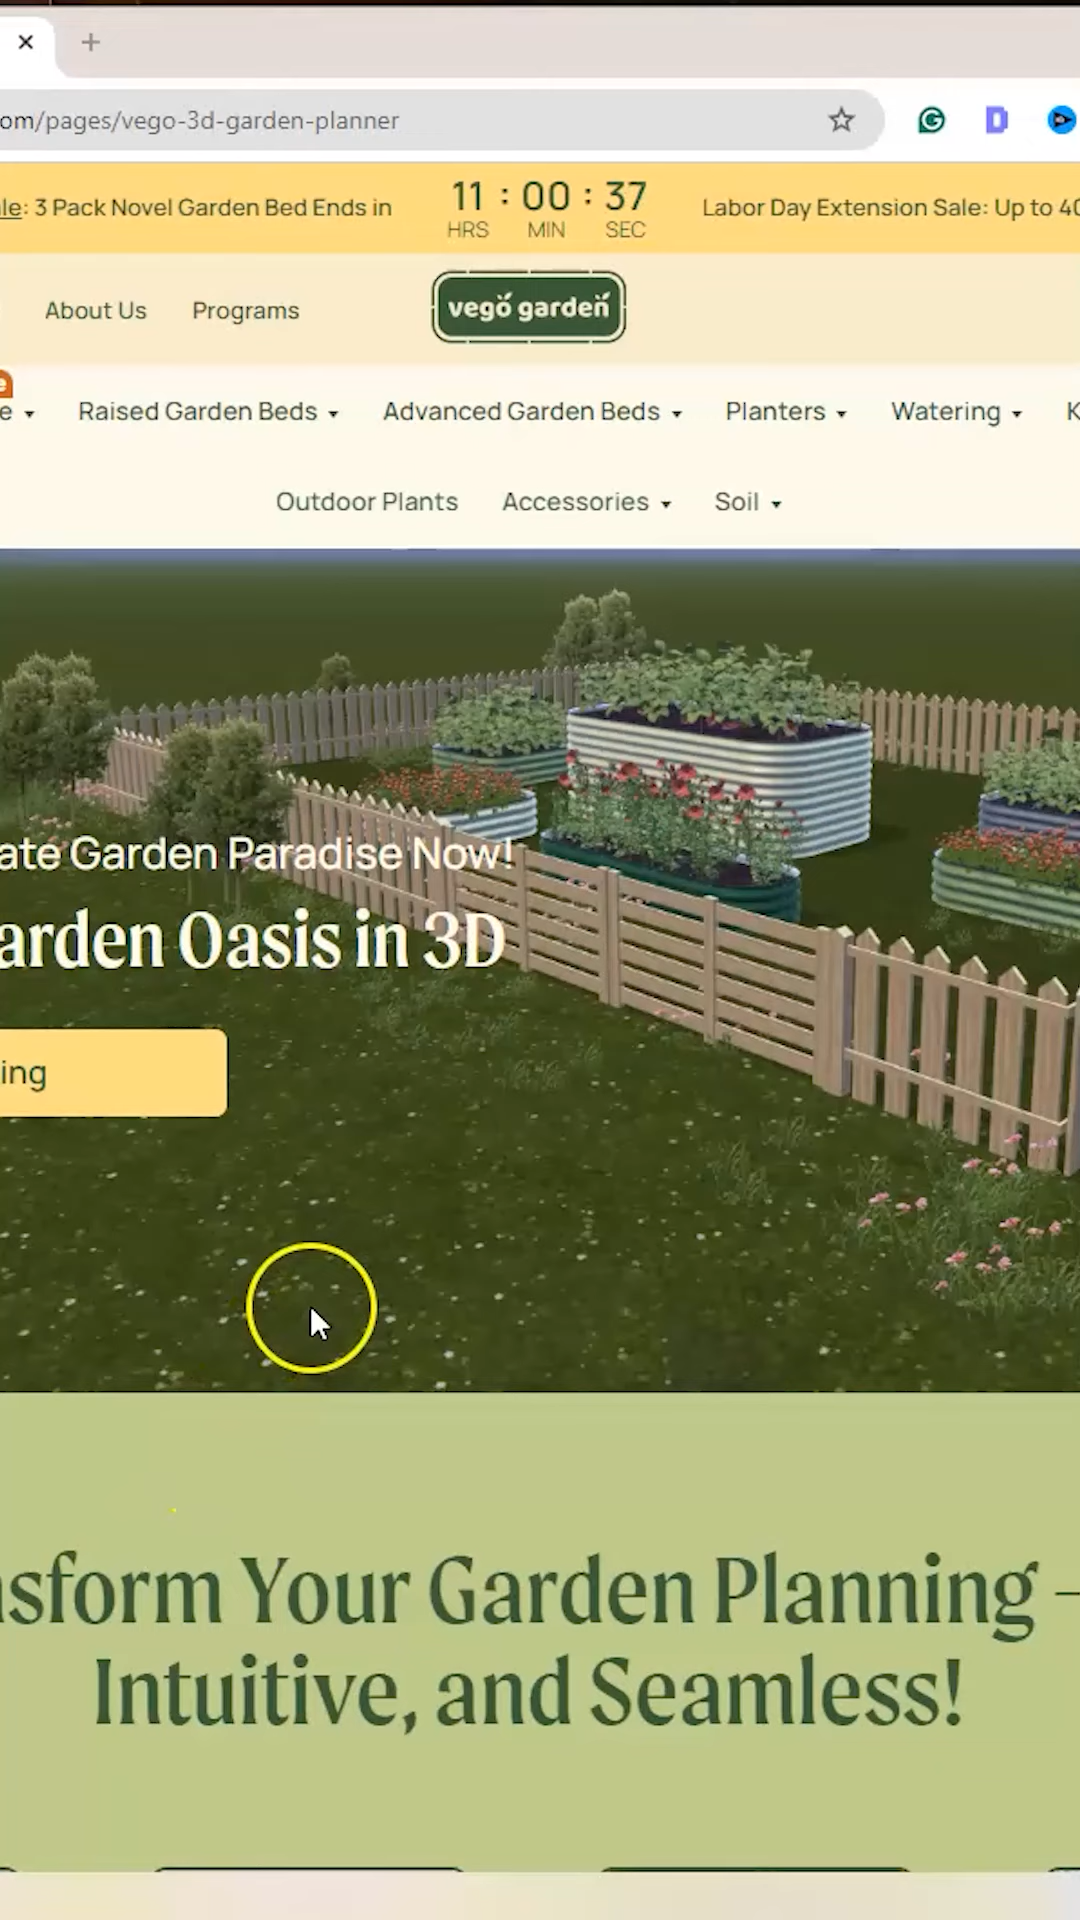 om/pages/vego-3d-garden-planner
le: 3 Pack Novel Garden Bed Ends in
11 : 00 : 37
HRS MIN SEC
Labor Day Extension Sale: Up to 40
About Us Programs
vego garden
e
e Raised Garden Beds Advanced Garden Beds Planters Watering K
Outdoor Plants Accessories Soil
ate Garden Paradise Now!
arden Oasis in 3D
ing
nsform Your Garden Planning –
Intuitive, and Seamless!